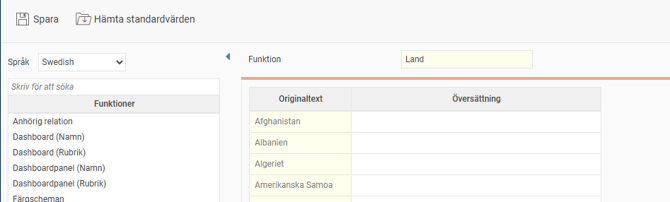 Spara Hämta standardvärden
Språk Swedish
Funktion Land
Skriv för att söka
Funktioner
Anhörig relation
Dashboard (Namn)
Dashboard (Rubrik)
Dashboardpanel (Namn)
Dashboardpanel (Rubrik)
Färgscheman
Originaltext Översättning
Afghanistan
Albanien
Algeriet
Amerikanska Samoa